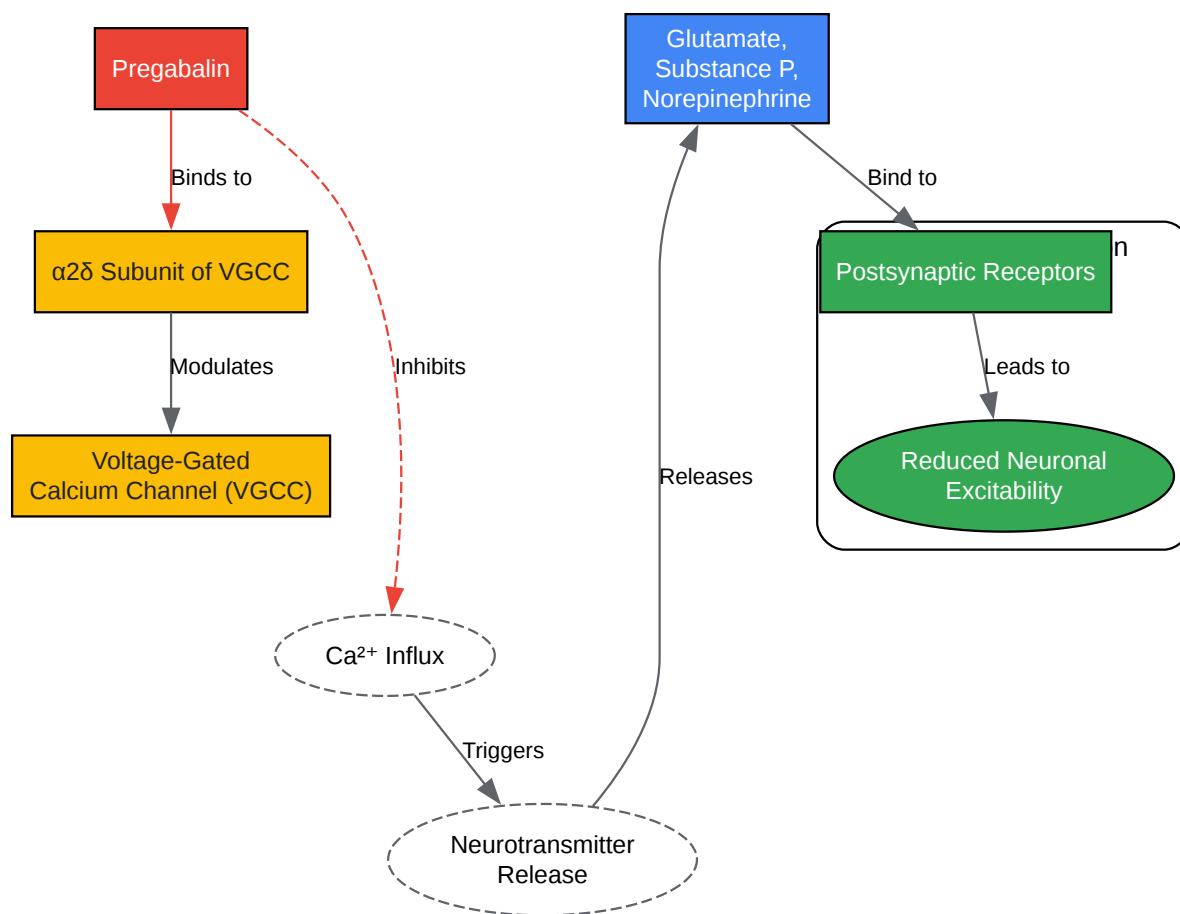 Pregabalin
Glutamate,
Substance P,
Norepinephrine
Binds to
Bind to
α2δ Subunit of VGCC
Postsynaptic Receptors
Modulates
Inhibits
Leads to
Voltage-Gated
Calcium Channel (VGCC)
Releases
Reduced Neuronal
Excitability
Ca²⁺ Influx
Triggers
Neurotransmitter
Release